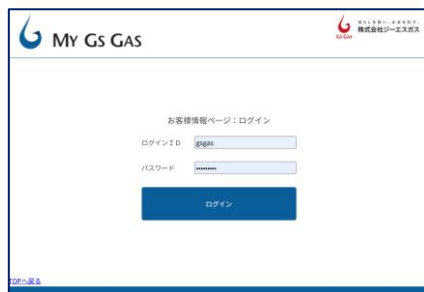 MY GS GAS
GS GAS
株式会社ジーエスガス
お客様情報ページ：ログイン
ログインＩＤ gsgas
パスワード •••••••••
ログイン
TOPへ戻る